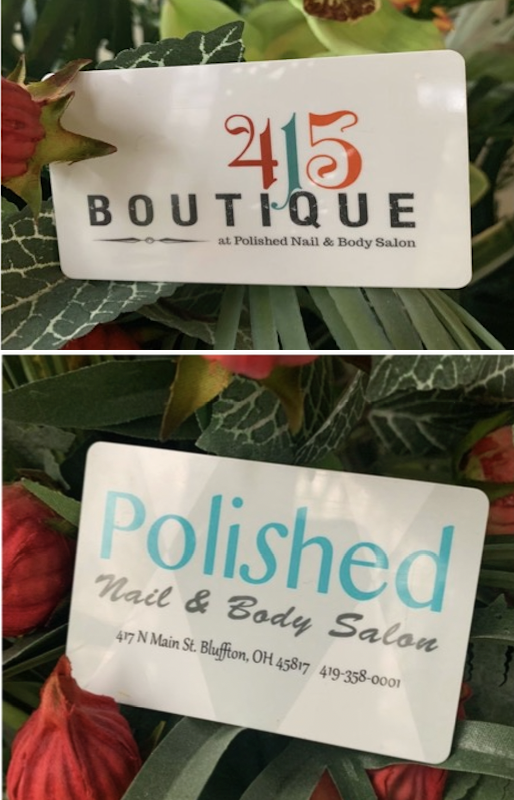 415
BOUTIQUE
at Polished Nail & Body Salon
Polished
Nail & Body Salon
417 N Main St. Bluffton, OH 45817 419-358-0001